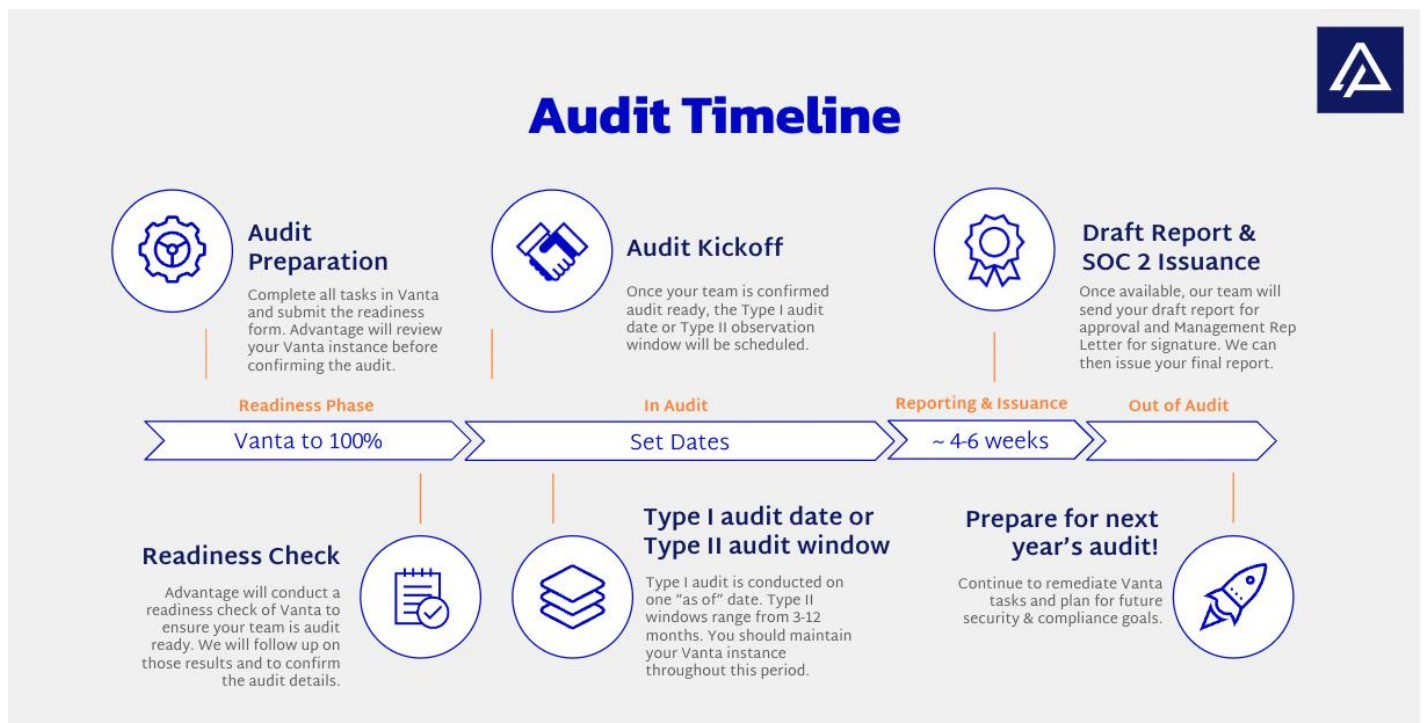 Audit Timeline
Audit
Preparation
Complete all tasks in Vanta
and submit the readiness
form. Advantage will review
your Vanta instance before
confirming the audit.
Audit Kickoff
Once your team is confirmed
audit ready, the Type I audit
date or Type II observation
window will be scheduled.
Draft Report &
SOC 2 Issuance
Once available, our team will
send your draft report for
approval and Management Rep
Letter for signature. We can
then issue your final report.
Readiness Phase
In Audit
Reporting & Issuance
Out of Audit
Vanta to 100%
Set Dates
~ 4-6 weeks
Readiness Check
Advantage will conduct a
readiness check of Vanta to
ensure your team is audit
ready. We will follow up on
those results and to confirm
the audit details.
Type I audit date or
Type II audit window
Type I audit is conducted on
one “as of” date. Type II
windows range from 3-12
months. You should maintain
your Vanta instance
throughout this period.
Prepare for next
year’s audit!
Continue to remediate Vanta
tasks and plan for future
security & compliance goals.